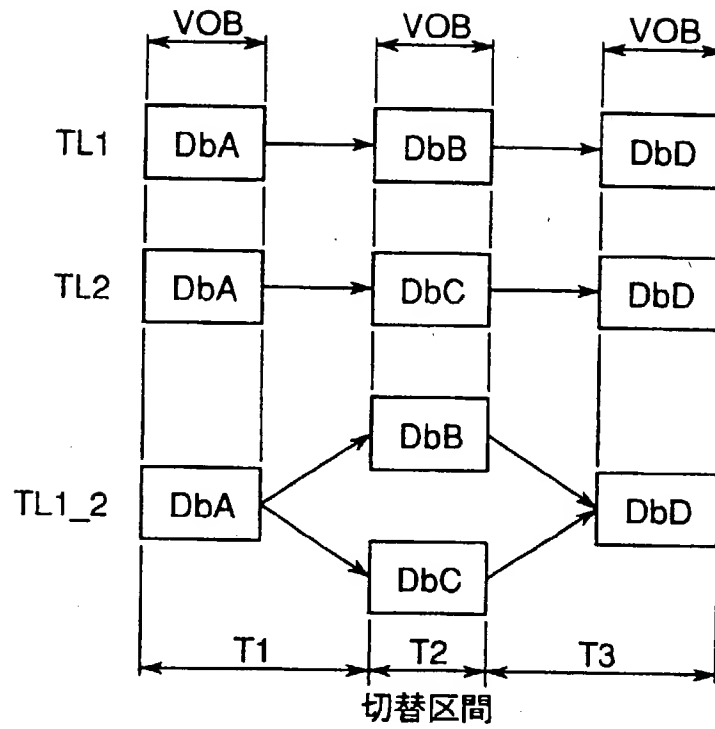 VOB VOB VOB
TL1 DbA DbB DbD
TL2 DbA DbC DbD
DbB
TL1_2 DbA DbD
DbC
T1 T2 T3
切替区間